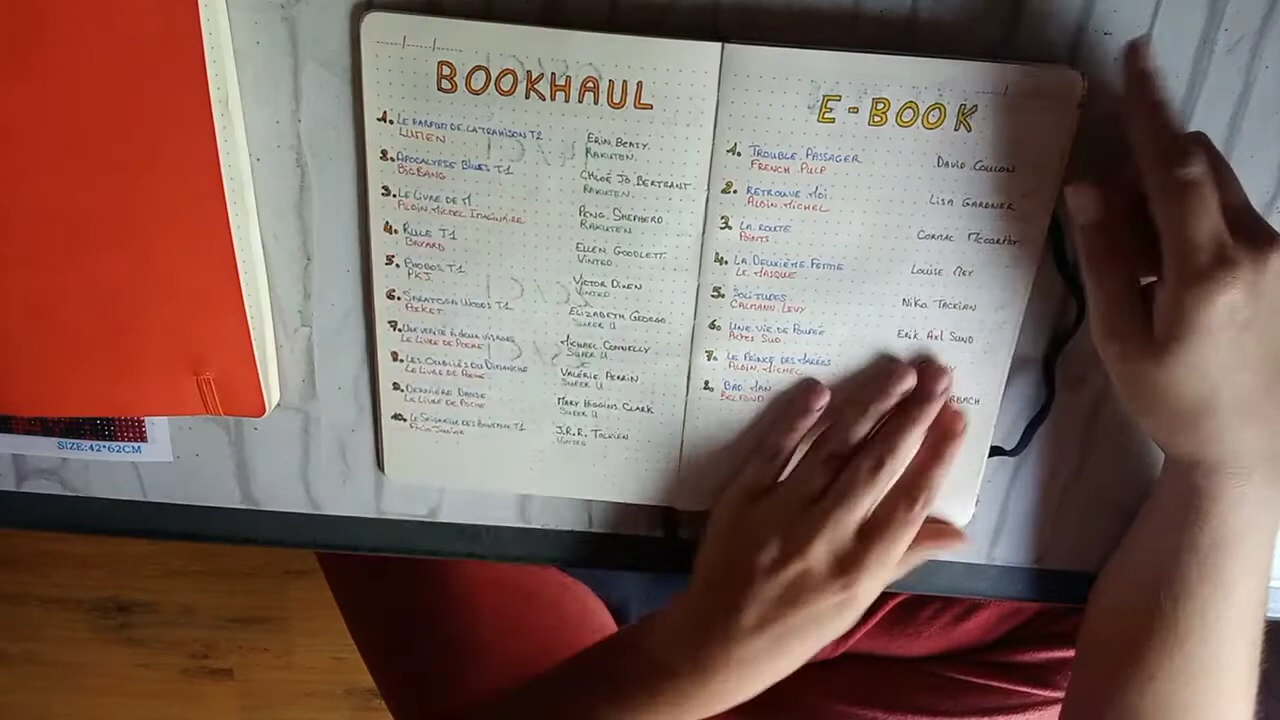 BOOKHAUL
1. LE PARFUM DE LA TRAHISON T2 ERIN BEATY
LUMEN RAKUTEN
2. APOCALYPSE BLUES T1 CHLOÉ JO BERTRANT
BIGBANG RAKUTEN
3. LE LIVRE DE M PENG SHEPHERD
ALBIN MICHEL IMAGINAIRE RAKUTEN
4. RULE T1 ELLEN GOODLETT
BAYARD VINTED
5. PHOBOS T1 VICTOR DIXEN
PKJ VINTED
6. SARATOGA WOODS T1 ELIZABETH GEORGE
POCKET SUPER U
7. UNE VÉRITÉ À DEUX VISAGES MICHAEL CONNELLY
LE LIVRE DE POCHE SUPER U
8. LES OUBLIÉS DU DIMANCHE VALÉRIE PERRIN
LE LIVRE DE POCHE SUPER U
9. DERNIÈRE DANSE MARY HIGGINS CLARK
LE LIVRE DE POCHE SUPER U
10. LE SEIGNEUR DES ANNEAUX T1 J.R.R. TOLKIEN
FOLIO JUNIOR VINTED
E-BOOK
1. TROUBLE PASSAGER DAVID COULON
FRENCH PULP
2. RETROUVE MOI LISA GARDNER
ALBIN MICHEL
3. LA ROUTE CORMAC MCCARTHY
POINTS
4. LA DEUXIÈME FEMME LOUISE MEY
LE MASQUE
5. SOLITUDES NIKO TACKIAN
CALMANN LEVY
6. UNE VIE DE POUPÉE ERIK AXL SUND
ACTES SUD
7. LE PRINCE DES MARÉES
ALBIN MICHEL
8. BAD MAN
BELFOND
SIZE:42*62CM